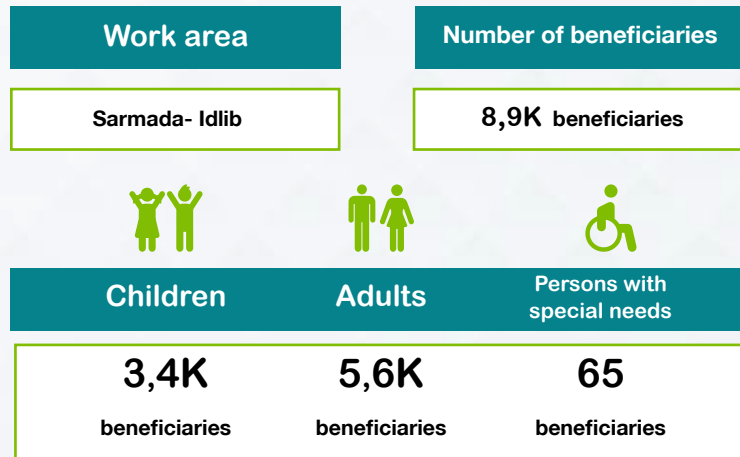 Work area
Number of beneficiaries
Sarmada- Idlib
8,9K beneficiaries
Children
Adults
Persons with
special needs
3,4K
5,6K
65
beneficiaries
beneficiaries
beneficiaries